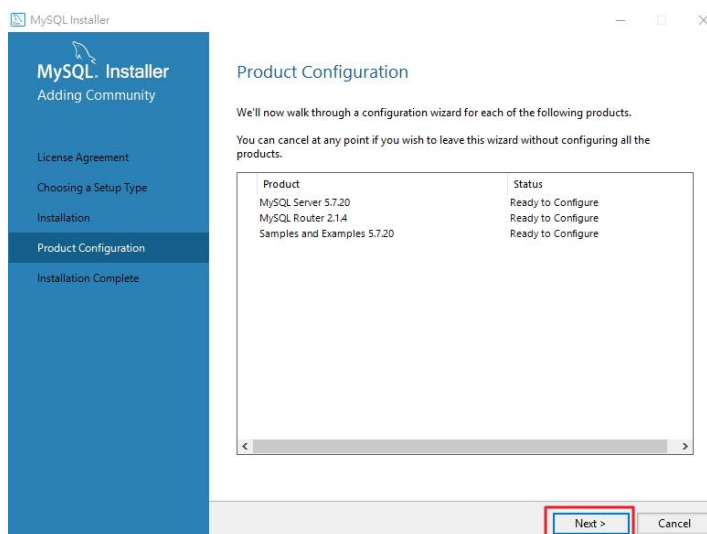 MySQL Installer
MySQL. Installer
Adding Community
License Agreement
Choosing a Setup Type
Installation
Product Configuration
Installation Complete
Product Configuration
We'll now walk through a configuration wizard for each of the following products.
You can cancel at any point if you wish to leave this wizard without configuring all the
products.
Product Status
MySQL Server 5.7.20 Ready to Configure
MySQL Router 2.1.4 Ready to Configure
Samples and Examples 5.7.20 Ready to Configure
Next > Cancel